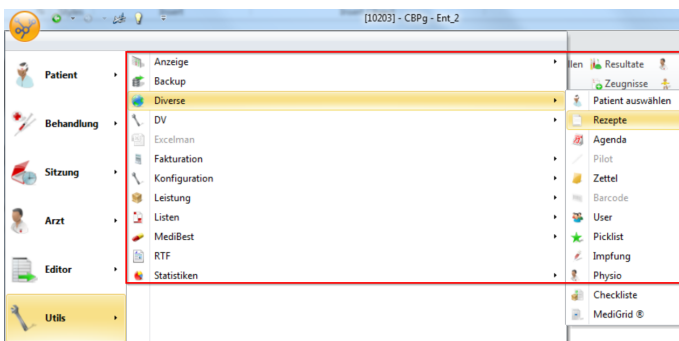 [10203] - CBPg - Ent_2
Patient
Behandlung
Sitzung
Arzt
Editor
Utils
Anzeige
Backup
Diverse
DV
Excelman
Fakturation
Konfiguration
Leistung
Listen
MediBest
RTF
Statistiken
llen Resultate
Zeugnisse
Patient auswählen
Rezepte
Agenda
Pilot
Zettel
Barcode
User
Picklist
Impfung
Physio
Checkliste
MediGrid ®